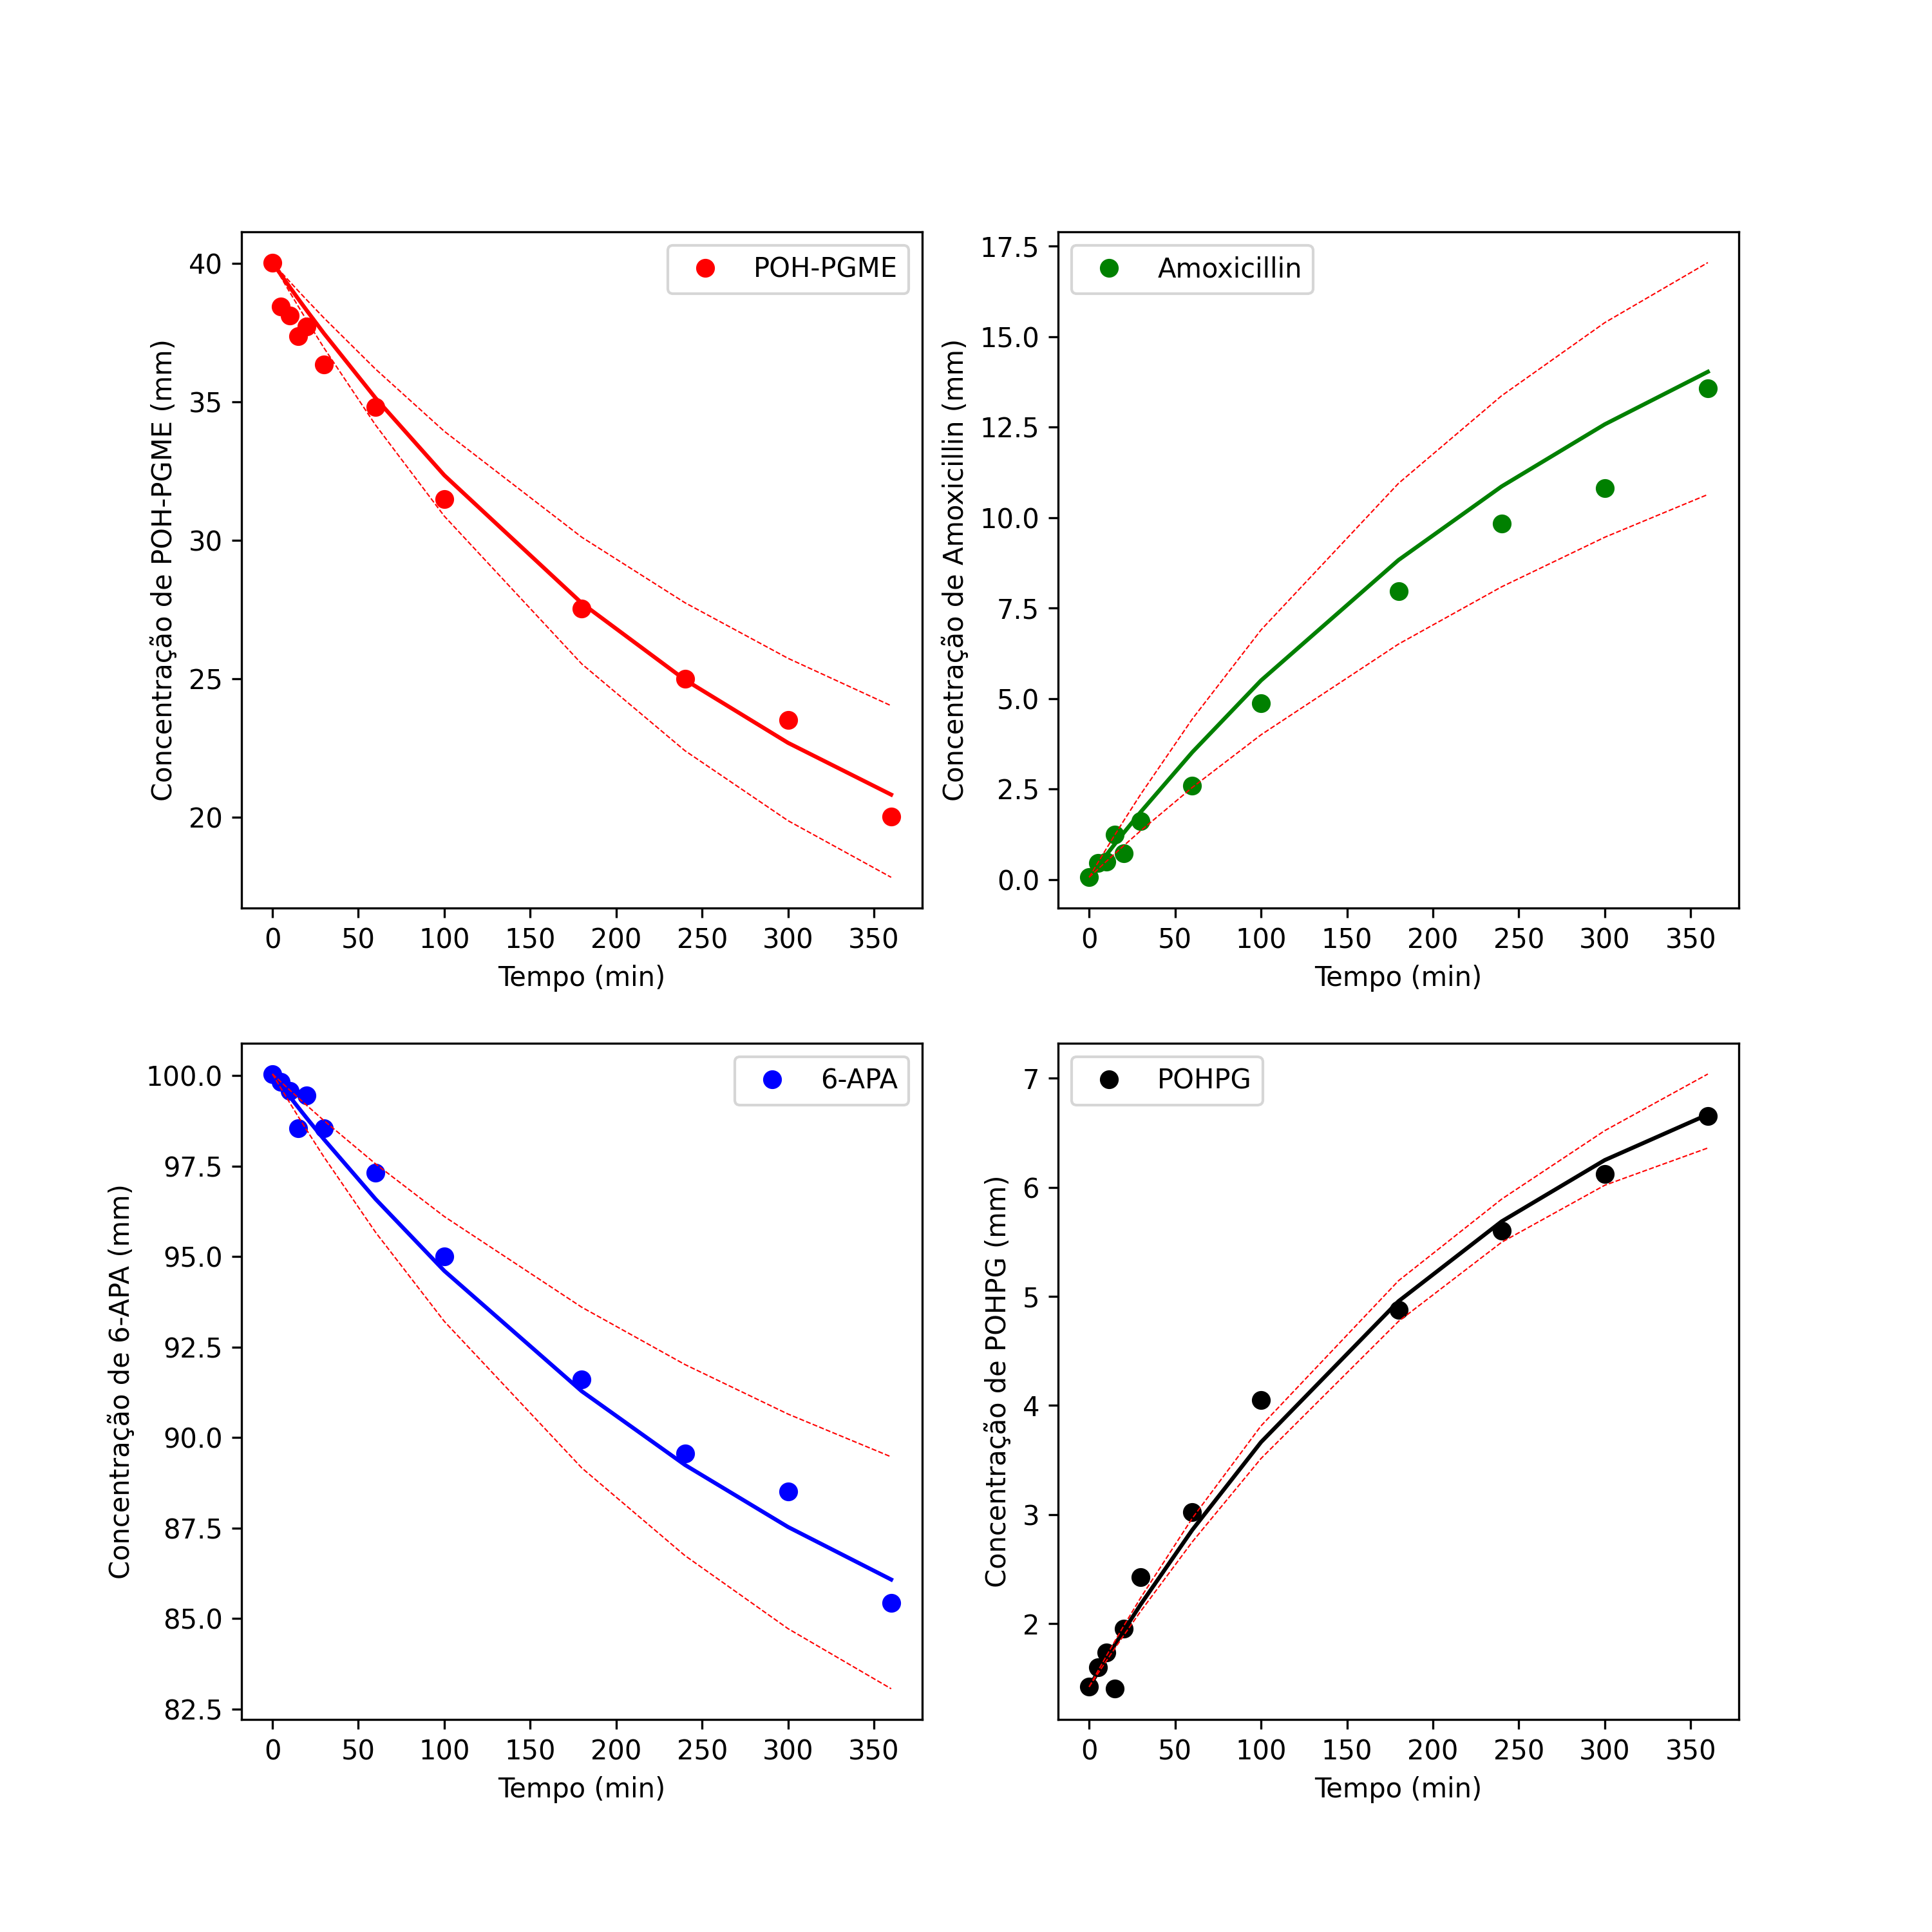 POH-PGME
Concentração de POH-PGME (mm)
40
35
30
25
20
0 50 100 150 200 250 300 350
Tempo (min)
Amoxicillin
Concentração de Amoxicillin (mm)
17.5
15.0
12.5
10.0
7.5
5.0
2.5
0.0
0 50 100 150 200 250 300 350
Tempo (min)
6-APA
Concentração de 6-APA (mm)
100.0
97.5
95.0
92.5
90.0
87.5
85.0
82.5
0 50 100 150 200 250 300 350
Tempo (min)
POHPG
Concentração de POHPG (mm)
7
6
5
4
3
2
0 50 100 150 200 250 300 350
Tempo (min)